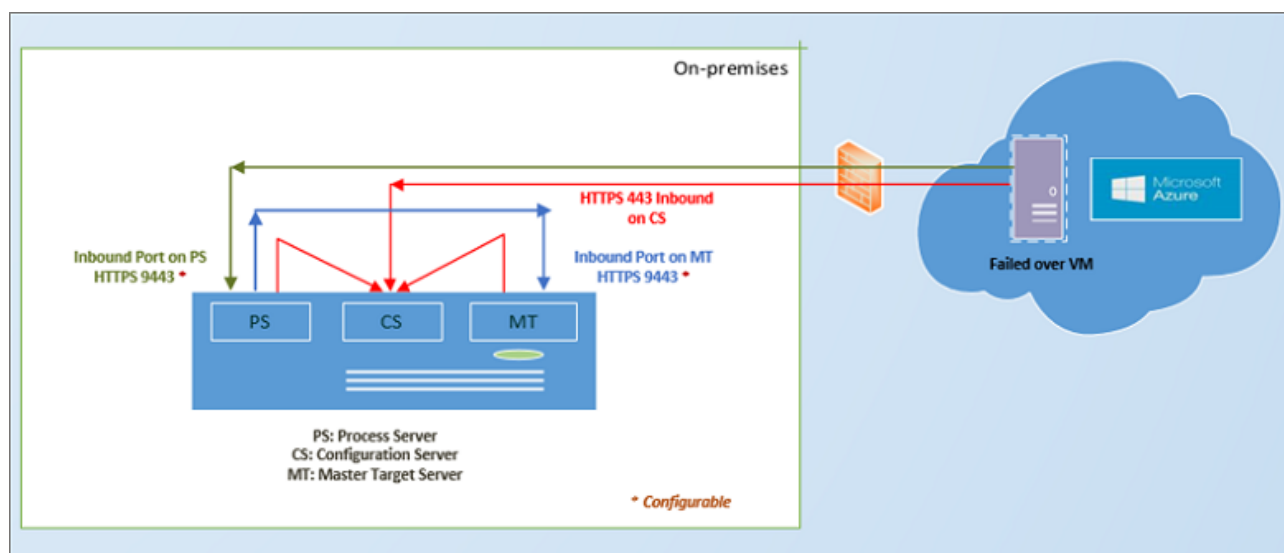 On-premises
HTTPS 443 Inbound
on CS
Inbound Port on PS
HTTPS 9443 *
Inbound Port on MT
HTTPS 9443 *
Microsoft
Azure
Failed over VM
PS
CS
MT
PS: Process Server
CS: Configuration Server
MT: Master Target Server
* Configurable